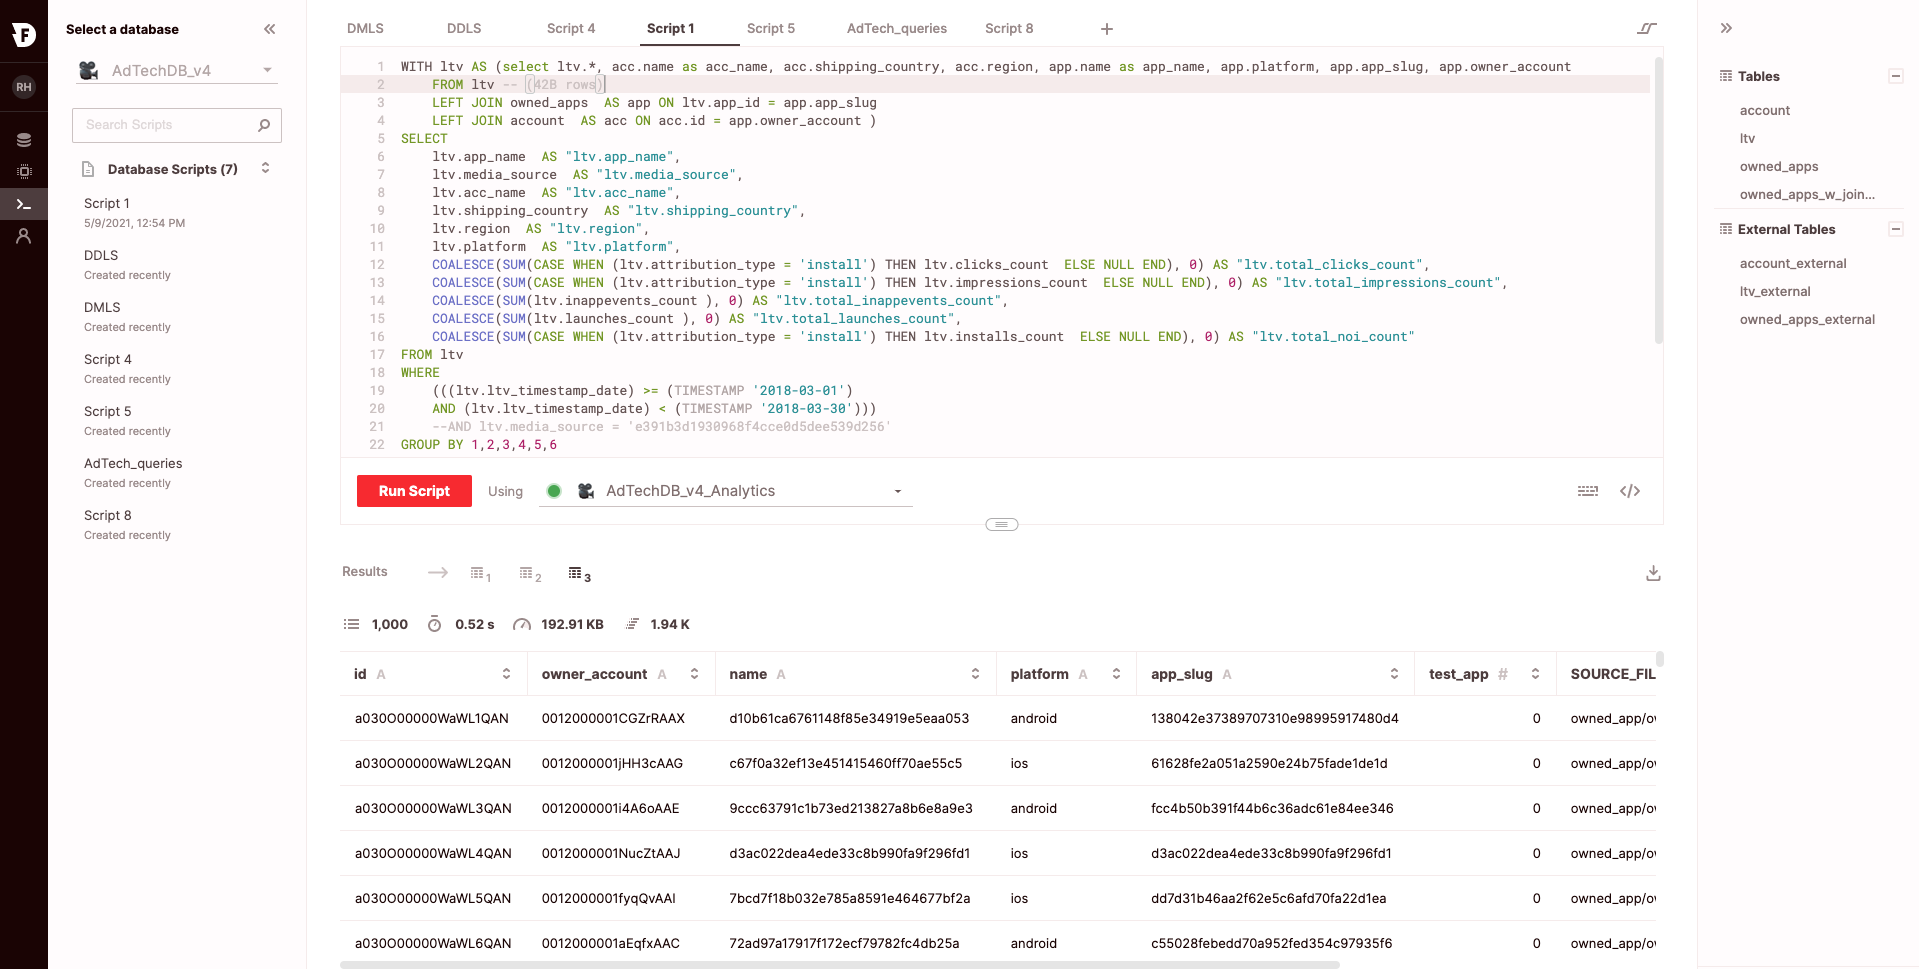 F
RH
Select a database
AdTechDB_v4
Search Scripts
Database Scripts (7)
Script 1
5/9/2021, 12:54 PM
DDLS
Created recently
DMLS
Created recently
Script 4
Created recently
Script 5
Created recently
AdTech_queries
Created recently
Script 8
Created recently
DMLS DDLS Script 4 Script 1 Script 5 AdTech_queries Script 8 +
1 WITH ltv AS (select ltv.*, acc.name as acc_name, acc.shipping_country, acc.region, app.name as app_name, app.platform, app.app_slug, app.owner_account
2 FROM ltv -- (42B rows)
3 LEFT JOIN owned_apps  AS app ON ltv.app_id = app.app_slug
4 LEFT JOIN account  AS acc ON acc.id = app.owner_account )
5 SELECT
6 ltv.app_name  AS "ltv.app_name",
7 ltv.media_source  AS "ltv.media_source",
8 ltv.acc_name  AS "ltv.acc_name",
9 ltv.shipping_country  AS "ltv.shipping_country",
10 ltv.region  AS "ltv.region",
11 ltv.platform  AS "ltv.platform",
12 COALESCE(SUM(CASE WHEN (ltv.attribution_type = 'install') THEN ltv.clicks_count  ELSE NULL END), 0) AS "ltv.total_clicks_count",
13 COALESCE(SUM(CASE WHEN (ltv.attribution_type = 'install') THEN ltv.impressions_count  ELSE NULL END), 0) AS "ltv.total_impressions_count",
14 COALESCE(SUM(ltv.inappevents_count ), 0) AS "ltv.total_inappevents_count",
15 COALESCE(SUM(ltv.launches_count ), 0) AS "ltv.total_launches_count",
16 COALESCE(SUM(CASE WHEN (ltv.attribution_type = 'install') THEN ltv.installs_count  ELSE NULL END), 0) AS "ltv.total_noi_count"
17 FROM ltv
18 WHERE
19 (((ltv.ltv_timestamp_date) >= (TIMESTAMP '2018-03-01')
20 AND (ltv.ltv_timestamp_date) < (TIMESTAMP '2018-03-30')))
21 --AND ltv.media_source = 'e391b3d1930968f4cce0d5dee539d256'
22 GROUP BY 1,2,3,4,5,6
Run Script Using AdTechDB_v4_Analytics </>
Results 1 2 3
1,000 0.52 s 192.91 KB 1.94 K
id A owner_account A name A platform A app_slug A test_app # SOURCE_FIL
a030O00000WaWL1QAN 0012000001CGZrRAAX d10b61ca6761148f85e34919e5eaa053 android 138042e37389707310e98995917480d4 0 owned_app/ow
a030O00000WaWL2QAN 0012000001jHH3cAAG c67f0a32ef13e451415460ff70ae55c5 ios 61628fe2a051a2590e24b75fade1de1d 0 owned_app/ow
a030O00000WaWL3QAN 0012000001i4A6oAAE 9ccc63791c1b73ed213827a8b6e8a9e3 android fcc4b50b391f44b6c36adc61e84ee346 0 owned_app/ow
a030O00000WaWL4QAN 0012000001NucZtAAJ d3ac022dea4ede33c8b990fa9f296fd1 ios d3ac022dea4ede33c8b990fa9f296fd1 0 owned_app/ow
a030O00000WaWL5QAN 0012000001fyqQvAAI 7bcd7f18b032e785a8591e464677bf2a ios dd7d31b46aa2f62e5c6afd70fa22d1ea 0 owned_app/ow
a030O00000WaWL6QAN 0012000001aEqfxAAC 72ad97a17917f172ecf79782fc4db25a android c55028febedd70a952fed354c97935f6 0 owned_app/ow
Tables
account
ltv
owned_apps
owned_apps_w_join...
External Tables
account_external
ltv_external
owned_apps_external